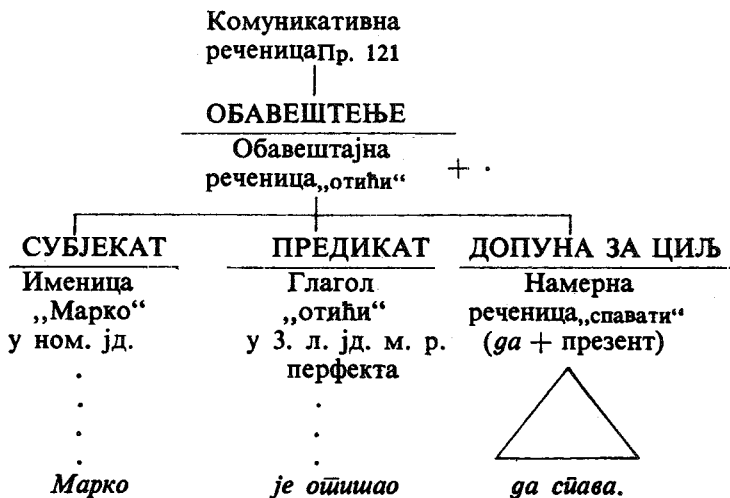 Комуникативна
реченицаПр. 121
ОБАВЕШТЕЊЕ
Обавештајна
реченица„отићи“ + .
СУБЈЕКАТ ПРЕДИКАТ ДОПУНА ЗА ЦИЉ
Именица Глагол Намерна
„Марко“ „отићи“ реченица„спавати“
у ном. јд. у 3. л. јд. м. р. (да + презент)
перфекта
Марко је отишао да спава.